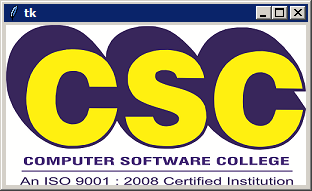 tk
CSC
COMPUTER SOFTWARE COLLEGE
An ISO 9001 : 2008 Certified Institution